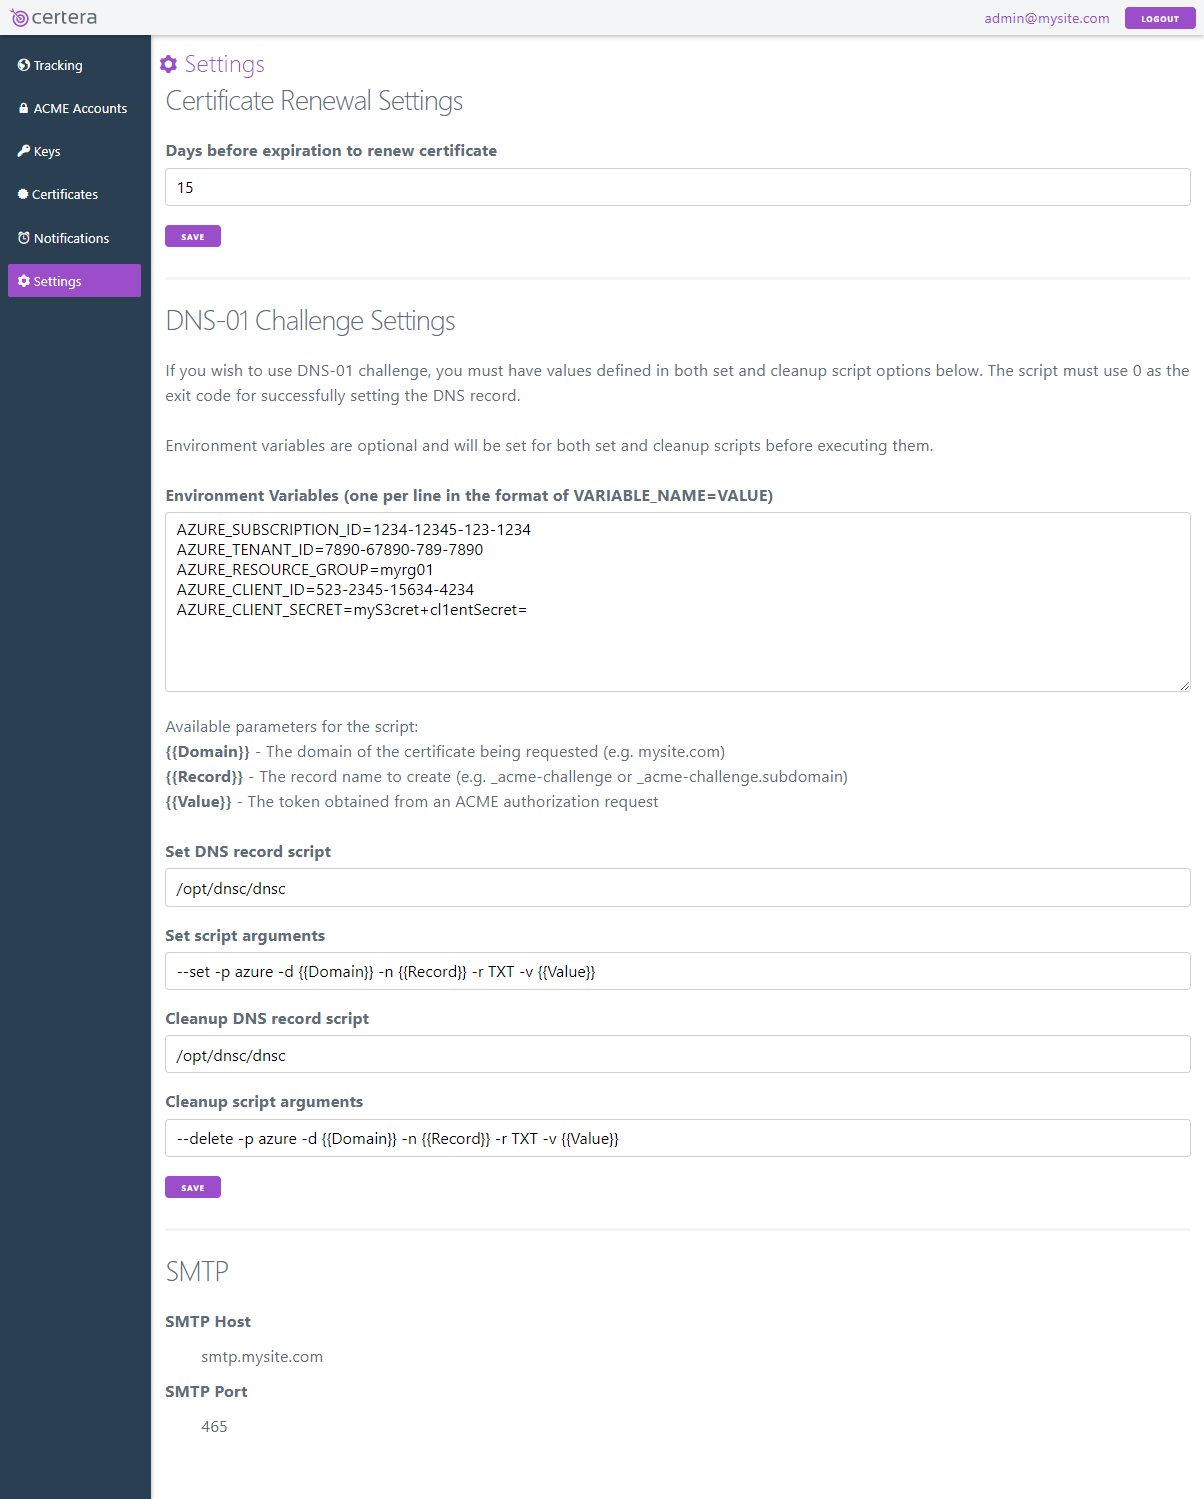 certera
admin@mysite.com
LOGOUT
Tracking
ACME Accounts
Keys
Certificates
Notifications
Settings
Settings
Certificate Renewal Settings
Days before expiration to renew certificate
15
SAVE
DNS-01 Challenge Settings
If you wish to use DNS-01 challenge, you must have values defined in both set and cleanup script options below. The script must use 0 as the
exit code for successfully setting the DNS record.
Environment variables are optional and will be set for both set and cleanup scripts before executing them.
Environment Variables (one per line in the format of VARIABLE_NAME=VALUE)
AZURE_SUBSCRIPTION_ID=1234-12345-123-1234
AZURE_TENANT_ID=7890-67890-789-7890
AZURE_RESOURCE_GROUP=myrg01
AZURE_CLIENT_ID=523-2345-15634-4234
AZURE_CLIENT_SECRET=myS3cret+cl1entSecret=
Available parameters for the script:
{{Domain}} - The domain of the certificate being requested (e.g. mysite.com)
{{Record}} - The record name to create (e.g. _acme-challenge or _acme-challenge.subdomain)
{{Value}} - The token obtained from an ACME authorization request
Set DNS record script
/opt/dnsc/dnsc
Set script arguments
--set -p azure -d {{Domain}} -n {{Record}} -r TXT -v {{Value}}
Cleanup DNS record script
/opt/dnsc/dnsc
Cleanup script arguments
--delete -p azure -d {{Domain}} -n {{Record}} -r TXT -v {{Value}}
SAVE
SMTP
SMTP Host
smtp.mysite.com
SMTP Port
465